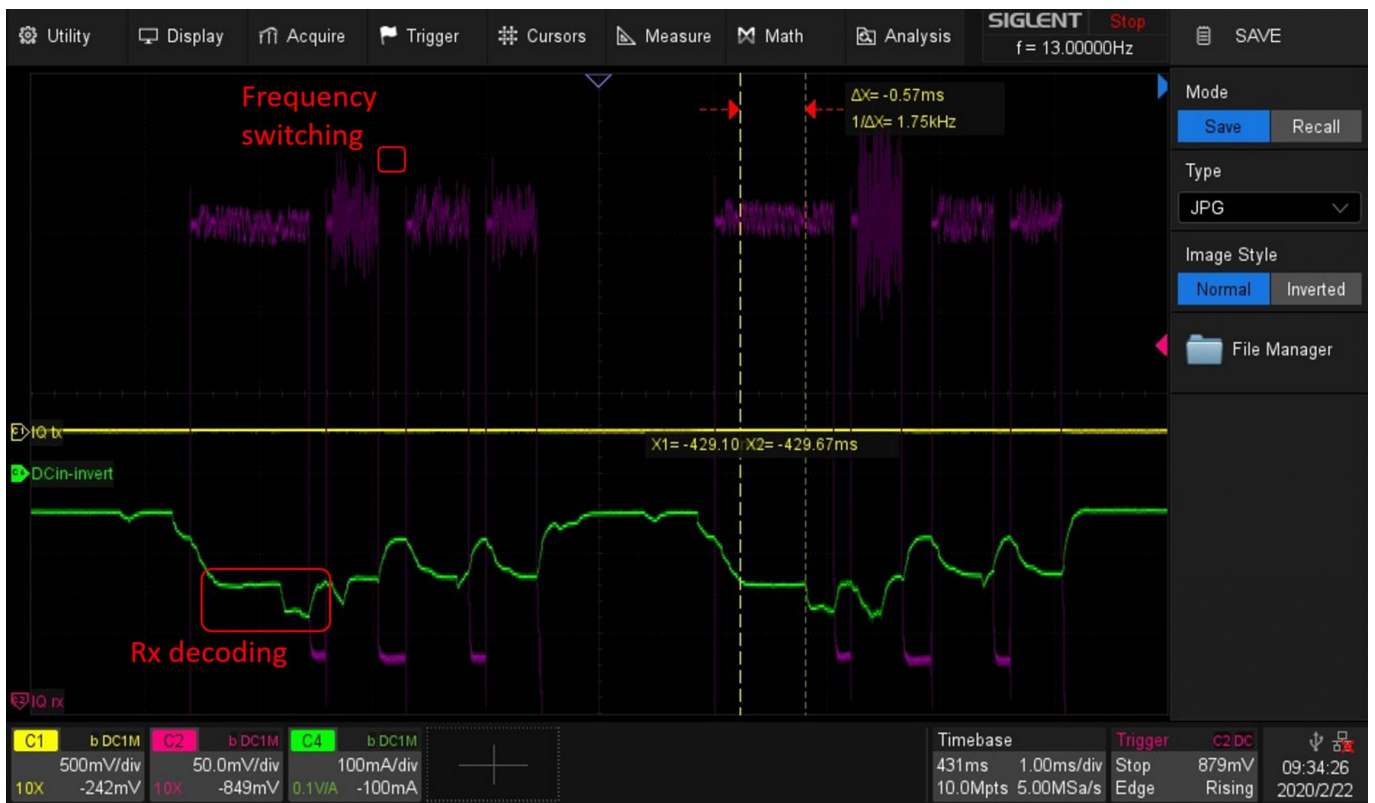 Utility Display Acquire Trigger Cursors Measure Math Analysis
SIGLENT Stop
f = 13.00000Hz
SAVE
Mode
Save Recall
Type
JPG
Image Style
Normal Inverted
File Manager
Frequency
switching
ΔX= -0.57ms
1/ΔX= 1.75kHz
C1 IQ tx
X1= -429.10 X2= -429.67ms
C4 DCin-invert
Rx decoding
C2 IQ rx
C1 b DC1M
500mV/div
10X -242mV
C2 b DC1M
50.0mV/div
10X -849mV
C4 b DC1M
100mA/div
0.1V/A -100mA
Timebase
431ms 1.00ms/div
10.0Mpts 5.00MSa/s
Trigger C2 DC
Stop 879mV
Edge Rising
09:34:26
2020/2/22